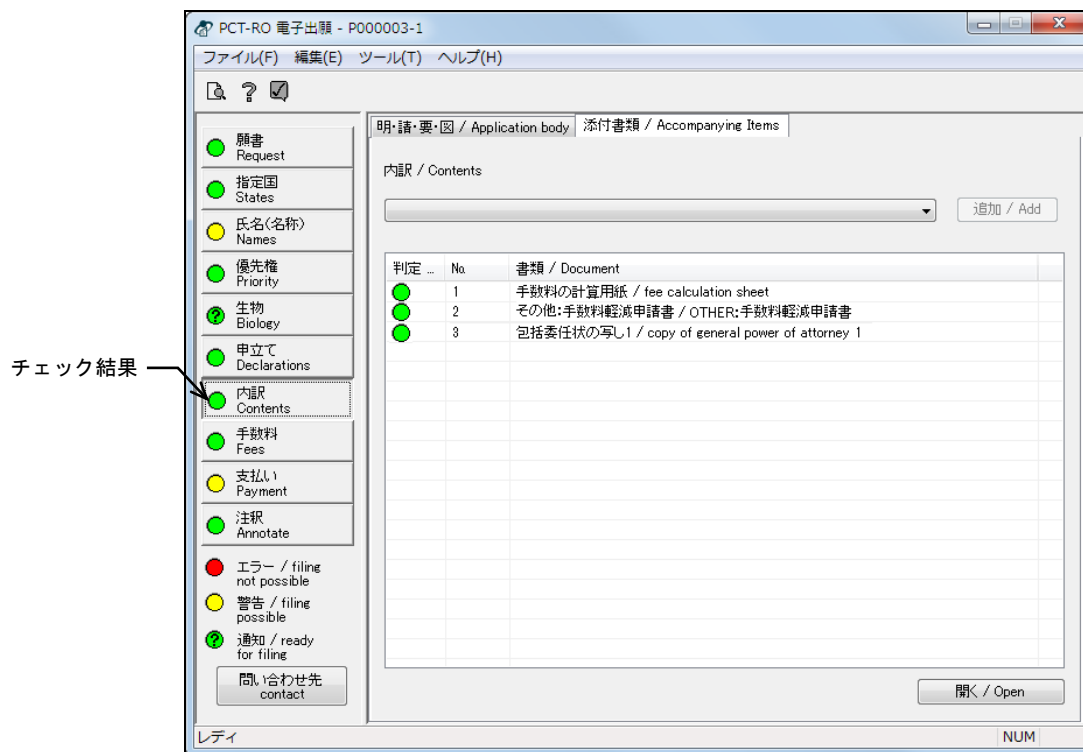 PCT-RO 電子出願 - P000003-1
ファイル(F) 編集(E) ツール(T) ヘルプ(H)
明・請・要・図 / Application body 添付書類 / Accompanying Items
願書
Request
指定国
States
氏名(名称)
Names
優先権
Priority
生物
Biology
申立て
Declarations
チェック結果
内訳
Contents
手数料
Fees
支払い
Payment
注釈
Annotate
エラー / filing
not possible
警告 / filing
possible
通知 / ready
for filing
問い合わせ先
contact
内訳 / Contents
追加 / Add
判定 ... No. 書類 / Document
1 手数料の計算用紙 / fee calculation sheet
2 その他:手数料軽減申請書 / OTHER:手数料軽減申請書
3 包括委任状の写し1 / copy of general power of attorney 1
開く / Open
レディ NUM